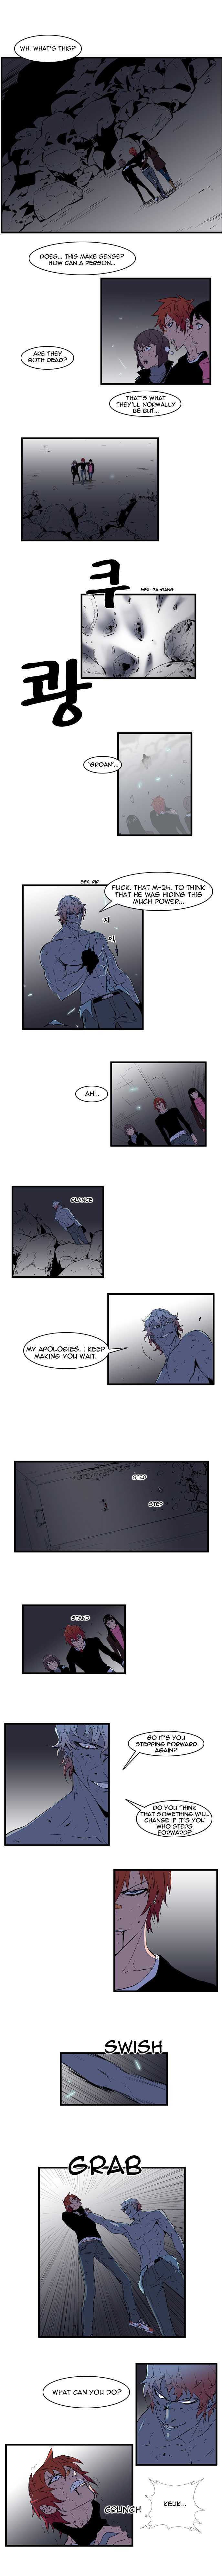 WH, WHAT'S THIS?
DOES... THIS MAKE SENSE?
HOW CAN A PERSON...
ARE THEY
BOTH DEAD?
THAT'S WHAT
THEY'LL NORMALLY
BE BUT...
쿠
SFX: BA-BANG
쾅
'GROAN'...
SFX: RIP
FUCK. THAT M-24. TO THINK
THAT HE WAS HIDING THIS
MUCH POWER...
지
이
AH...
GLANCE
MY APOLOGIES. I KEEP
MAKING YOU WAIT.
STEP
STEP
STAND
SO IT'S YOU
STEPPING FORWARD
AGAIN?
DO YOU THINK
THAT SOMETHING WILL
CHANGE IF IT'S YOU
WHO STEPS
FORWARD?
SWISH
GRAB
WHAT CAN YOU DO?
KEUK...
CRUNCH